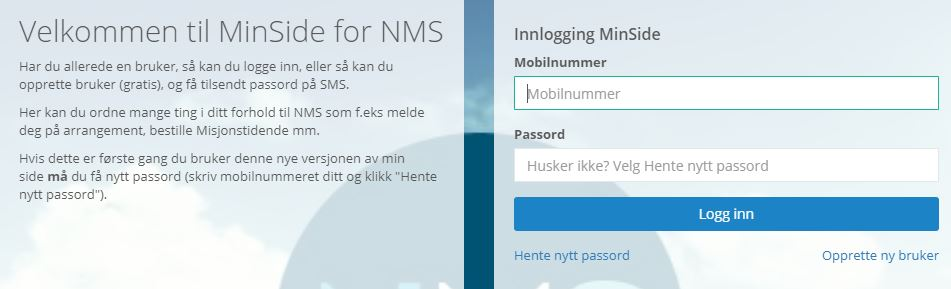 Velkommen til MinSide for NMS
Har du allerede en bruker, så kan du logge inn, eller så kan du
opprette bruker (gratis), og få tilsendt passord på SMS.
Her kan du ordne mange ting i ditt forhold til NMS som f.eks melde
deg på arrangement, bestille Misjonstidende mm.
Hvis dette er første gang du bruker denne nye versjonen av min
side må du få nytt passord (skriv mobilnummeret ditt og klikk "Hente
nytt passord").
Innlogging MinSide
Mobilnummer
Mobilnummer
Passord
Husker ikke? Velg Hente nytt passord
Logg inn
Hente nytt passord
Opprette ny bruker